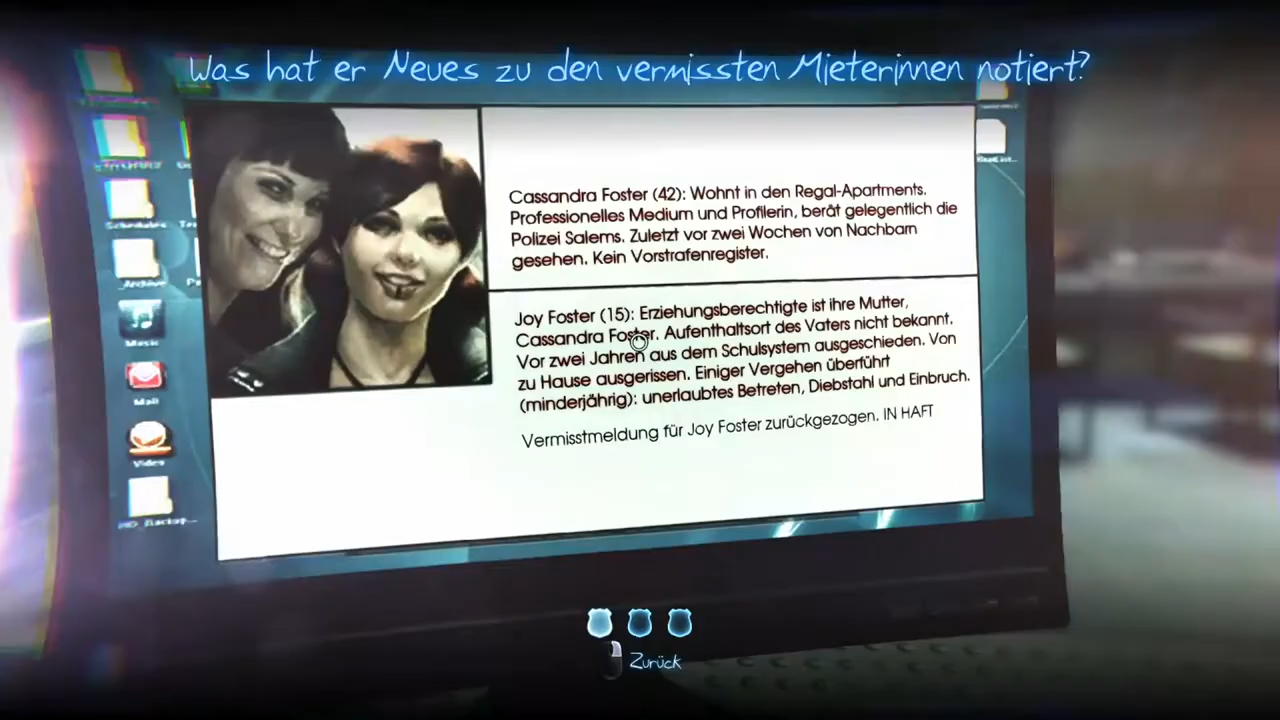 Was hat er Neues zu den vermissten Mieterinnen notiert?
Cassandra Foster (42): Wohnt in den Regal-Apartments.
Professionelles Medium und Profilerin, berät gelegentlich die
Polizei Salems. Zuletzt vor zwei Wochen von Nachbarn
gesehen. Kein Vorstrafenregister.
Joy Foster (15): Erziehungsberechtigte ist ihre Mutter,
Cassandra Foster. Aufenthaltsort des Vaters nicht bekannt.
Vor zwei Jahren aus dem Schulsystem ausgeschieden. Von
zu Hause ausgerissen. Einiger Vergehen überführt
(minderjährig): unerlaubtes Betreten, Diebstahl und Einbruch.
Vermisstmeldung für Joy Foster zurückgezogen. IN HAFT
Schedules
_Archive
Music
Mail
Video
Zurück